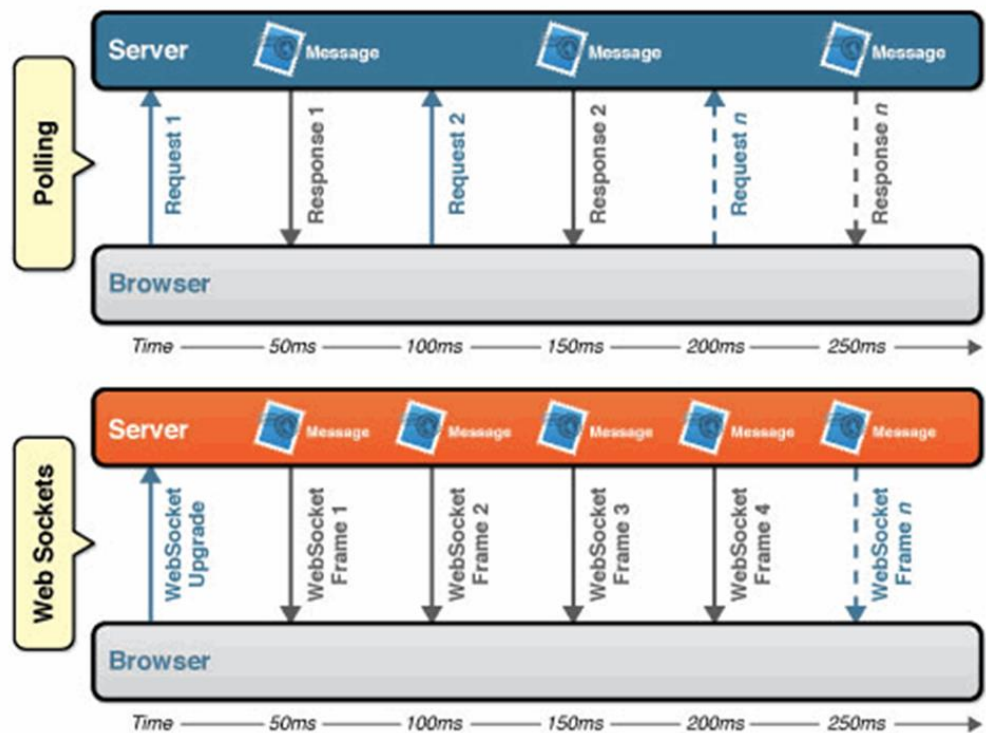 Polling
Server
Message
Message
Message
Request 1
Response 1
Request 2
Response 2
Request n
Response n
Browser
Time
50ms
100ms
150ms
200ms
250ms
Web Sockets
Server
Message
Message
Message
Message
Message
WebSocket
Upgrade
WebSocket
Frame 1
WebSocket
Frame 2
WebSocket
Frame 3
WebSocket
Frame 4
WebSocket
Frame n
Browser
Time
50ms
100ms
150ms
200ms
250ms